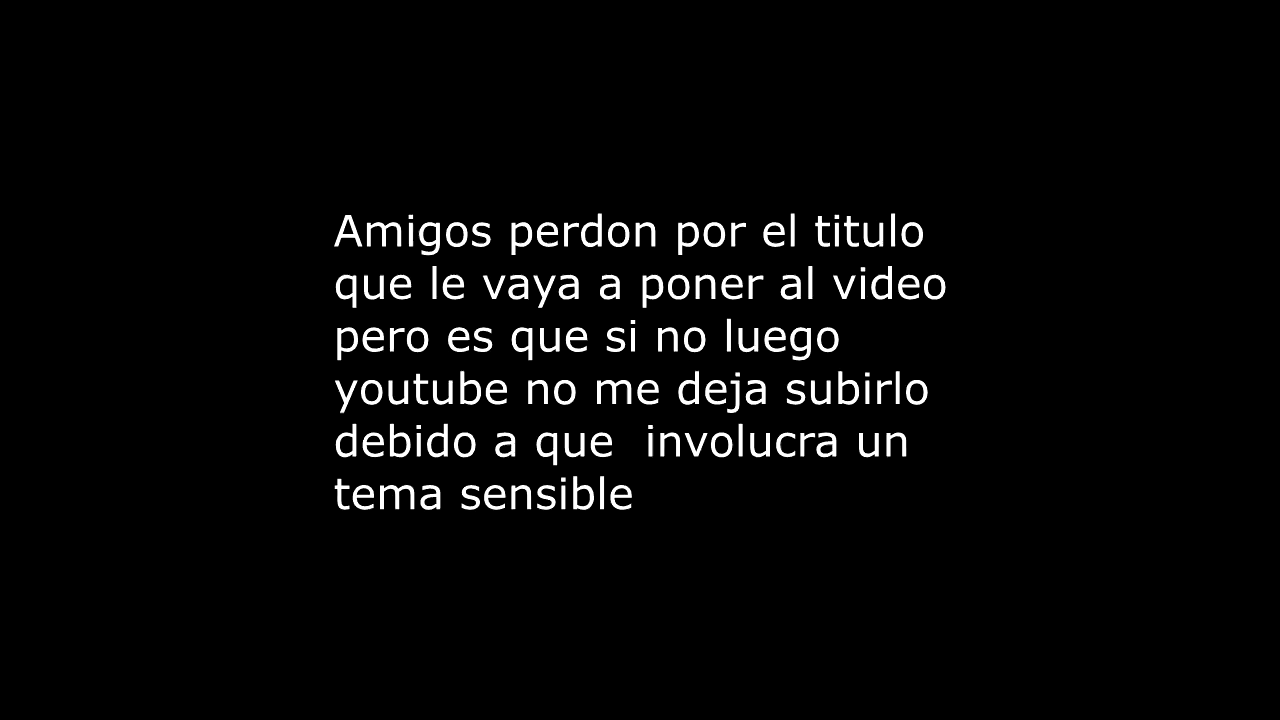 Amigos perdon por el titulo
que le vaya a poner al video
pero es que si no luego
youtube no me deja subirlo
debido a que  involucra un
tema sensible